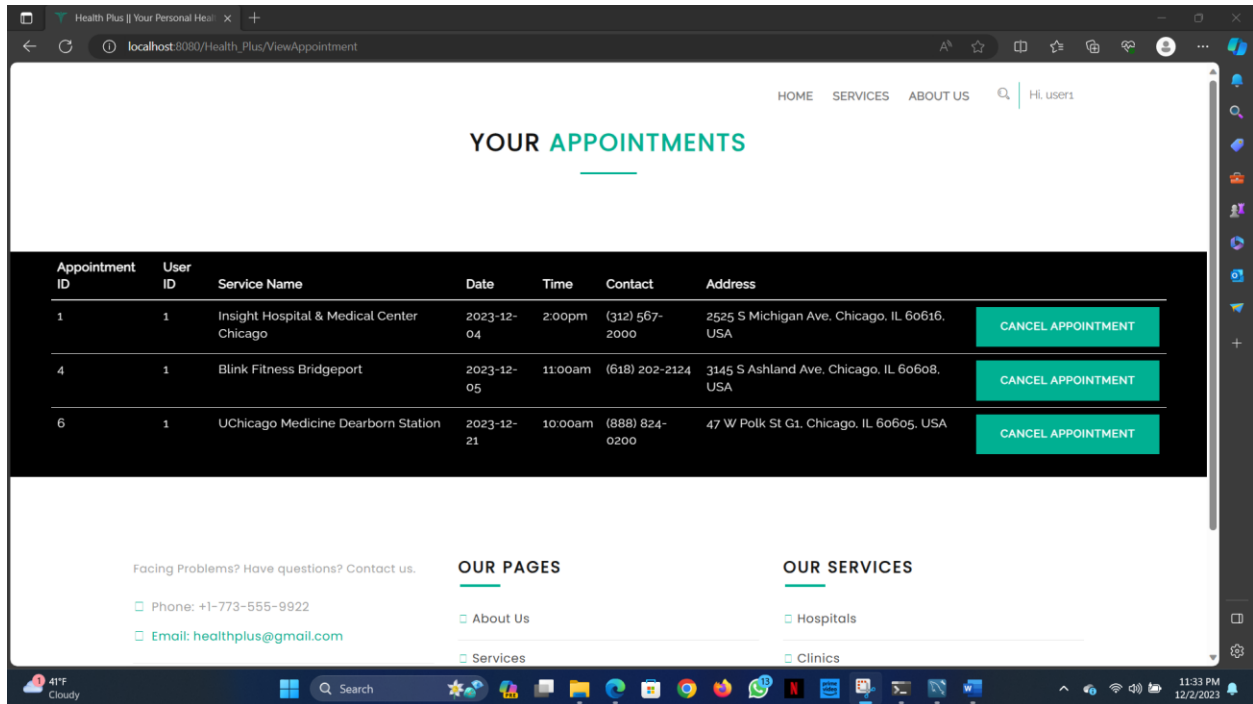 Health Plus || Your Personal Heal
localhost:8080/Health_Plus/ViewAppointment
HOME SERVICES ABOUT US Hi, user1
YOUR APPOINTMENTS
Appointment ID User ID Service Name Date Time Contact Address
1 1 Insight Hospital & Medical Center Chicago 2023-12-04 2:00pm (312) 567-2000 2525 S Michigan Ave, Chicago, IL 60616, USA CANCEL APPOINTMENT
4 1 Blink Fitness Bridgeport 2023-12-05 11:00am (618) 202-2124 3145 S Ashland Ave, Chicago, IL 60608, USA CANCEL APPOINTMENT
6 1 UChicago Medicine Dearborn Station 2023-12-21 10:00am (888) 824-0200 47 W Polk St G1, Chicago, IL 60605, USA CANCEL APPOINTMENT
Facing Problems? Have questions? Contact us.
Phone: +1-773-555-9922
Email: healthplus@gmail.com
OUR PAGES
About Us
Services
OUR SERVICES
Hospitals
Clinics
1
41°F
Cloudy
Search
13
11:33 PM
12/2/2023